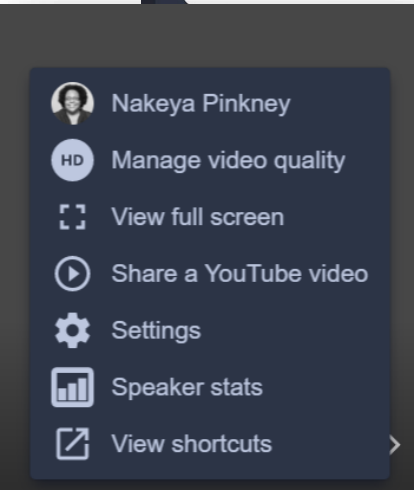 Nakeya Pinkney
HD
Manage video quality
View full screen
Share a YouTube video
Settings
Speaker stats
View shortcuts